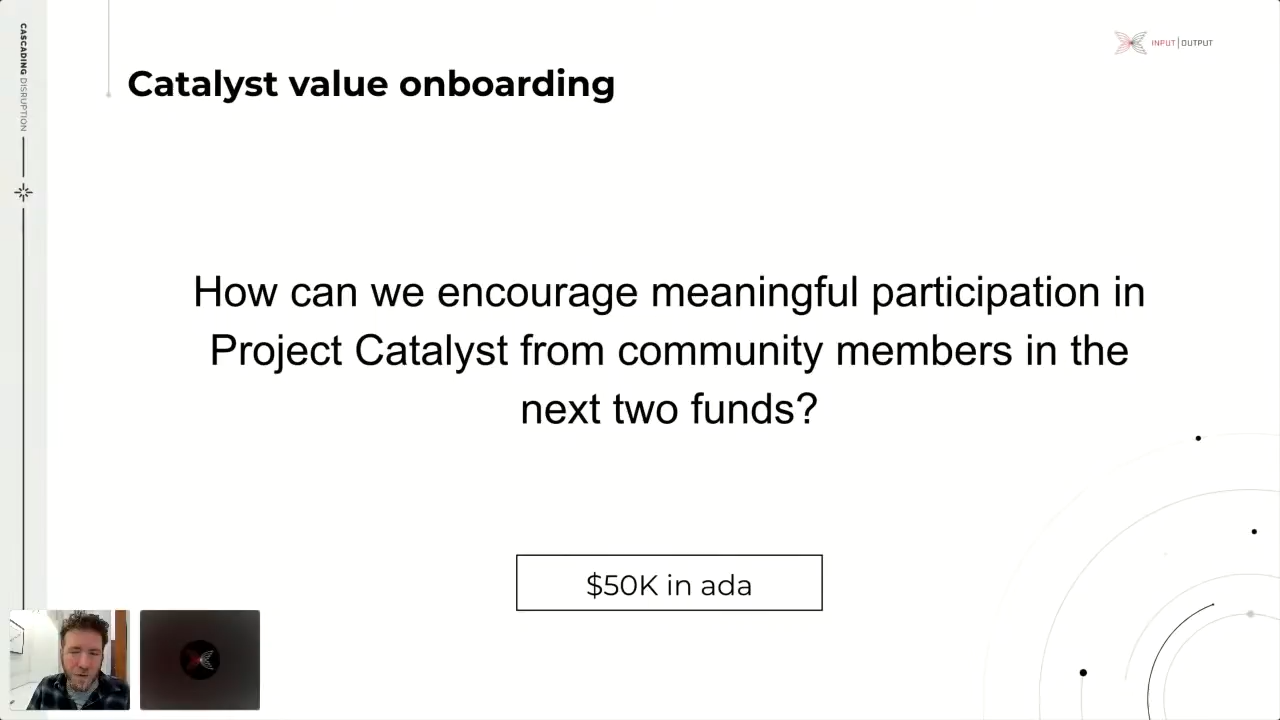 CASCADING DISRUPTION
INPUT | OUTPUT
Catalyst value onboarding
How can we encourage meaningful participation in
Project Catalyst from community members in the
next two funds?
$50K in ada